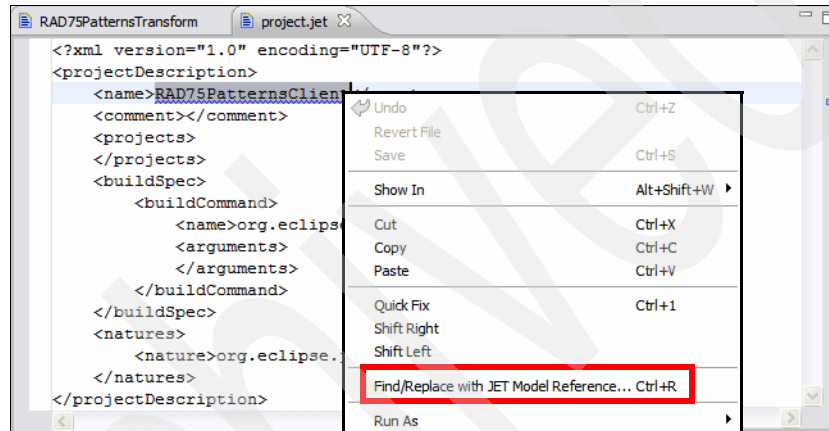 RAD75PatternsTransform project.jet
<?xml version="1.0" encoding="UTF-8"?>
<projectDescription>
<name>RAD75PatternsClient
<comment></comment>
<projects>
</projects>
<buildSpec>
<buildCommand>
<name>org.eclips
<arguments>
</arguments>
</buildCommand>
</buildSpec>
<natures>
<nature>org.eclipse.
</natures>
</projectDescription>
Undo Ctrl+Z
Revert File
Save Ctrl+S
Show In Alt+Shift+W
Cut Ctrl+X
Copy Ctrl+C
Paste Ctrl+V
Quick Fix Ctrl+1
Shift Right
Shift Left
Find/Replace with JET Model Reference... Ctrl+R
Run As